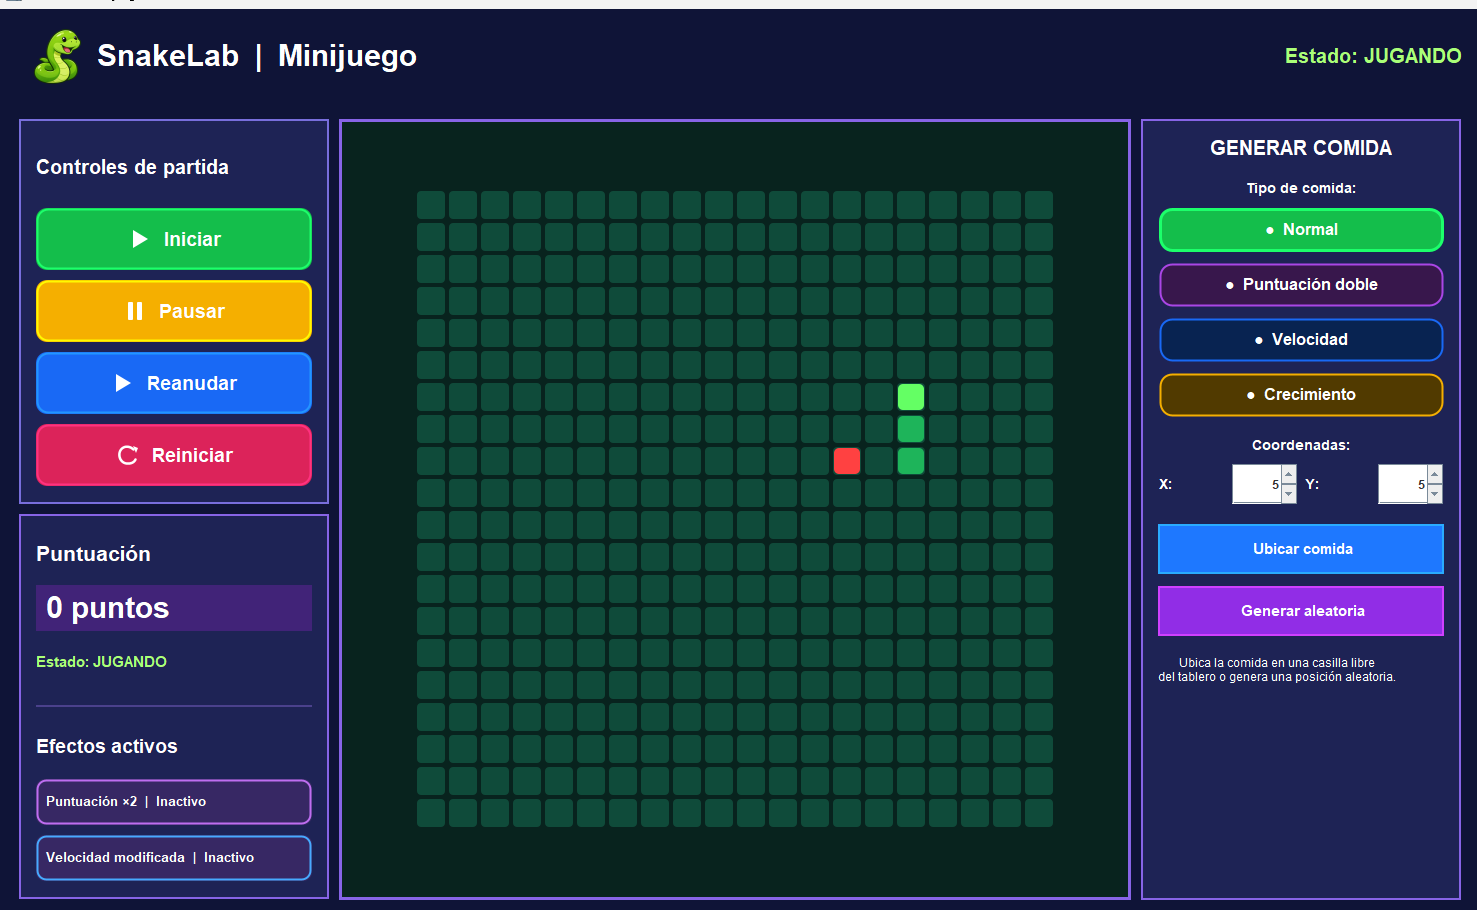 SnakeLab | Minijuego
Estado: JUGANDO
Controles de partida
Iniciar
Pausar
Reanudar
Reiniciar
Puntuación
0 puntos
Estado: JUGANDO
Efectos activos
Puntuación ×2 | Inactivo
Velocidad modificada | Inactivo
GENERAR COMIDA
Tipo de comida:
● Normal
● Puntuación doble
● Velocidad
● Crecimiento
Coordenadas:
X: 5 Y: 5
Ubicar comida
Generar aleatoria
Ubica la comida en una casilla libre
del tablero o genera una posición aleatoria.